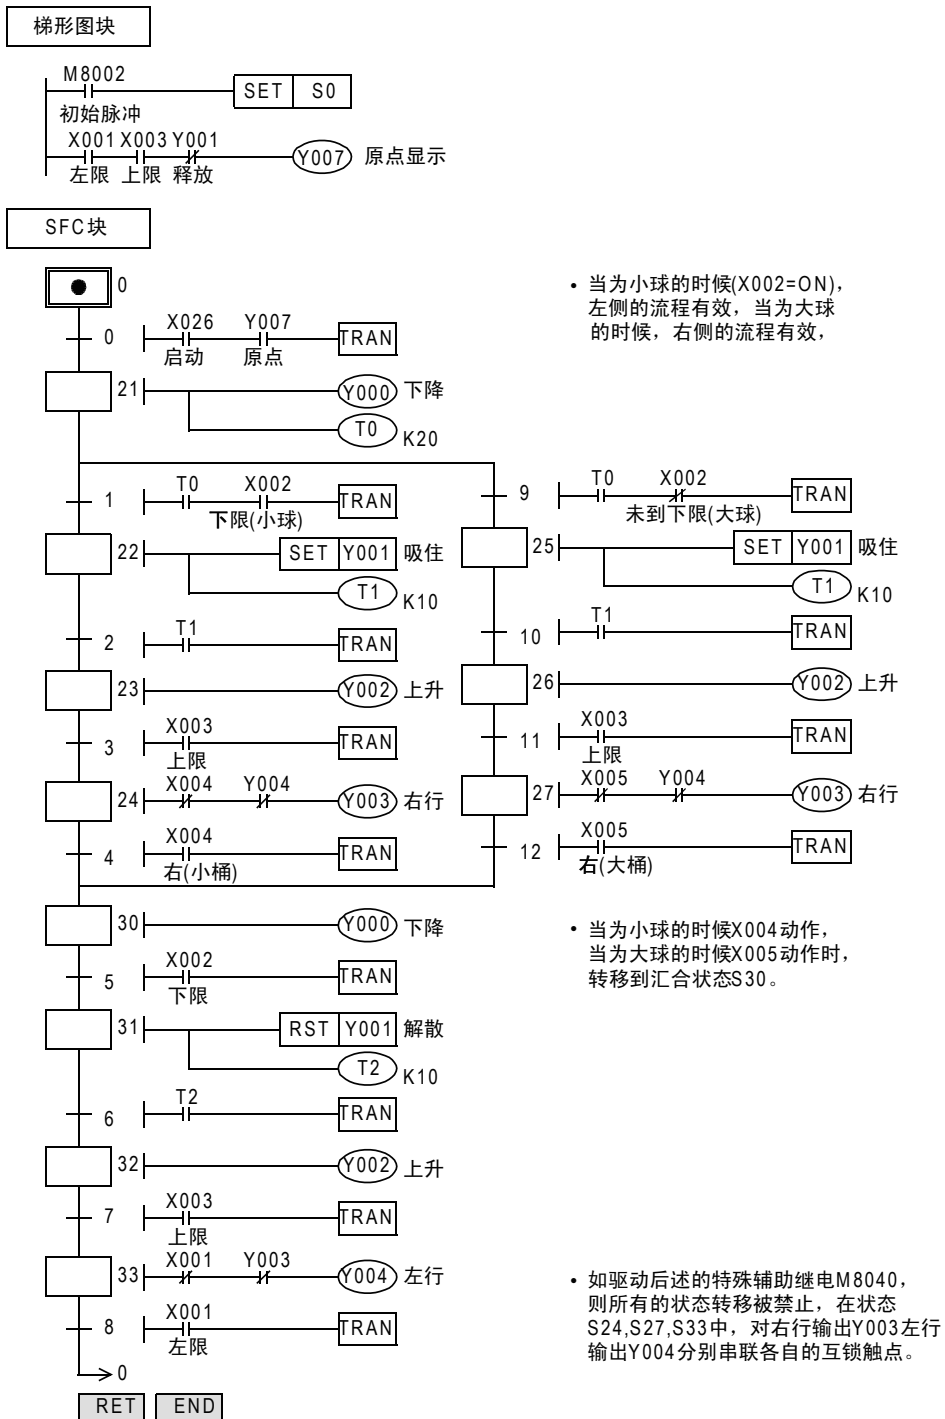 梯形图块
M8002
SET S0
初始脉冲
X001 X003 Y001
Y007 原点显示
左限 上限 释放
SFC块
0
• 当为小球的时候(X002=ON),
左侧的流程有效，当为大球
的时候，右侧的流程有效，
0 X026 Y007 TRAN
启动 原点
21 Y000 下降
T0 K20
1 T0 X002 TRAN
下限(小球)
9 T0 X002 TRAN
未到下限(大球)
22 SET Y001 吸住
T1 K10
25 SET Y001 吸住
T1 K10
2 T1 TRAN
10 T1 TRAN
23 Y002 上升
26 Y002 上升
3 X003 TRAN
上限
11 X003 TRAN
上限
24 X004 Y004 Y003 右行
27 X005 Y004 Y003 右行
4 X004 TRAN
右(小桶)
12 X005 TRAN
右(大桶)
30 Y000 下降
• 当为小球的时候X004动作，
当为大球的时候X005动作时，
转移到汇合状态S30。
5 X002 TRAN
下限
31 RST Y001 解散
T2 K10
6 T2 TRAN
32 Y002 上升
7 X003 TRAN
上限
33 X001 Y003 Y004 左行
8 X001 TRAN
左限
• 如驱动后述的特殊辅助继电M8040，
则所有的状态转移被禁止，在状态
S24,S27,S33中，对右行输出Y003左行
输出Y004分别串联各自的互锁触点。
0
RET END